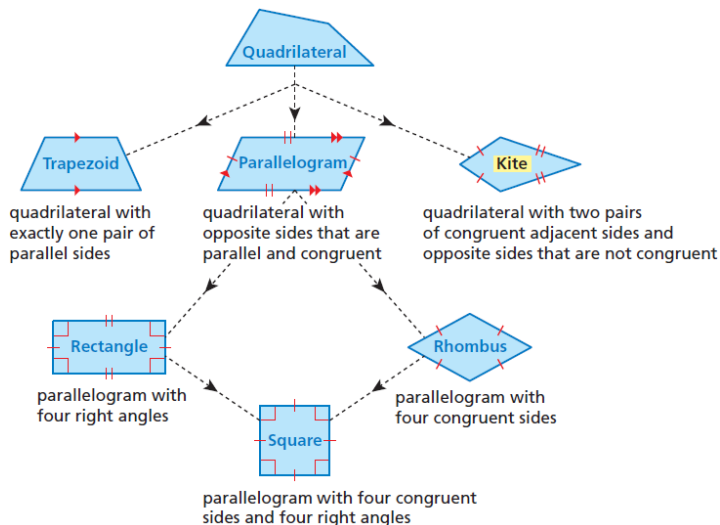 Quadrilateral
Trapezoid
Parallelogram
Kite
quadrilateral with
exactly one pair of
parallel sides
quadrilateral with
opposite sides that are
parallel and congruent
quadrilateral with two pairs
of congruent adjacent sides and
opposite sides that are not congruent
Rectangle
Rhombus
parallelogram with
four right angles
parallelogram with
four congruent sides
Square
parallelogram with four congruent
sides and four right angles